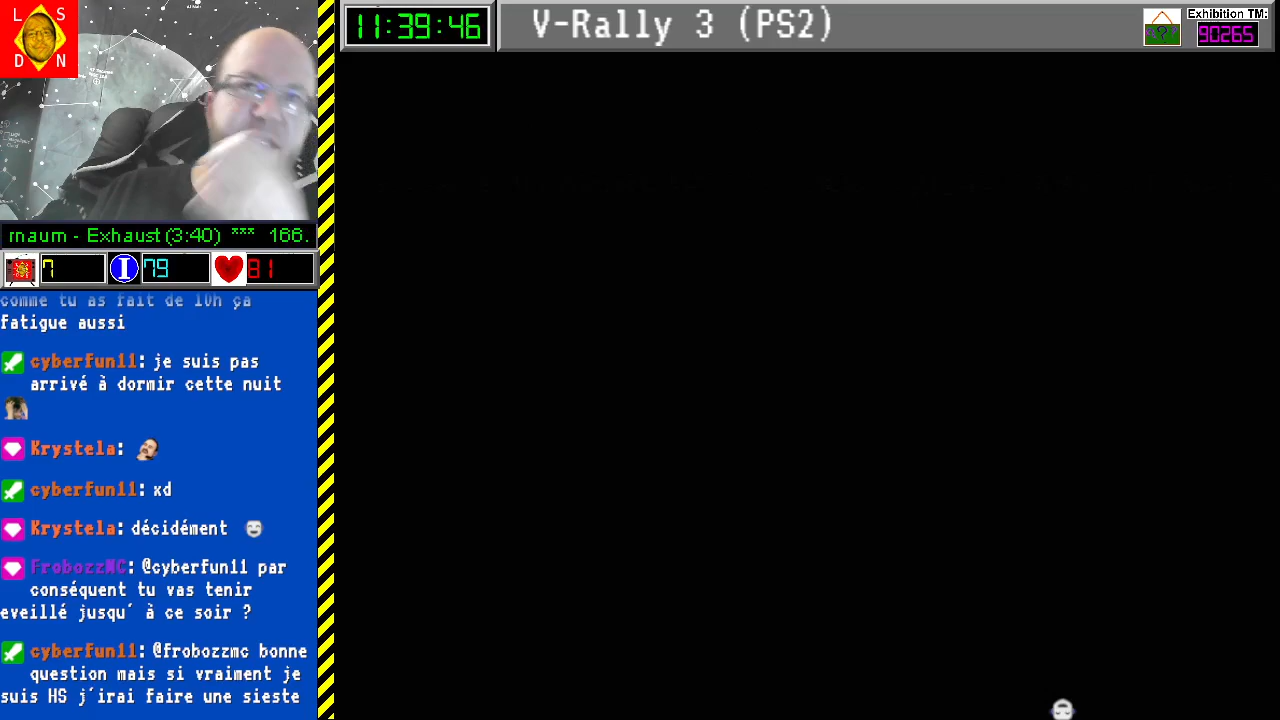 L S
D N
11:39:46
V-Rally 3 (PS2)
Exhibition TM:
90265
rnaum - Exhaust (3:40) *** 166.
7
I 79
81
comme tu as fait de 10h ça
fatigue aussi
cyberfun11: je suis pas
arrivé à dormir cette nuit
Krystela:
cyberfun11: xd
Krystela: décidément
FrobozzMC: @cyberfun11 par
conséquent tu vas tenir
eveillé jusqu' à ce soir ?
cyberfun11: @frobozzmc bonne
question mais si vraiment je
suis HS j'irai faire une sieste